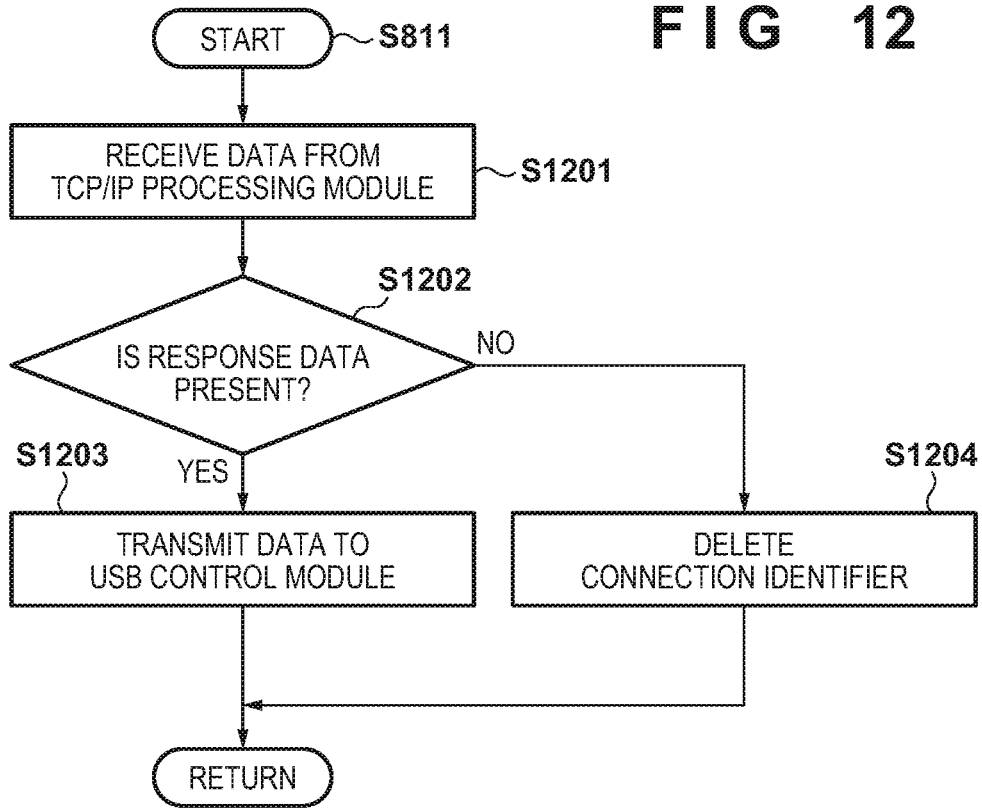 FIG 12
START
S811
RECEIVE DATA FROM
TCP/IP PROCESSING MODULE
S1201
S1202
IS RESPONSE DATA
PRESENT?
NO
YES
S1203
TRANSMIT DATA TO
USB CONTROL MODULE
S1204
DELETE
CONNECTION IDENTIFIER
RETURN